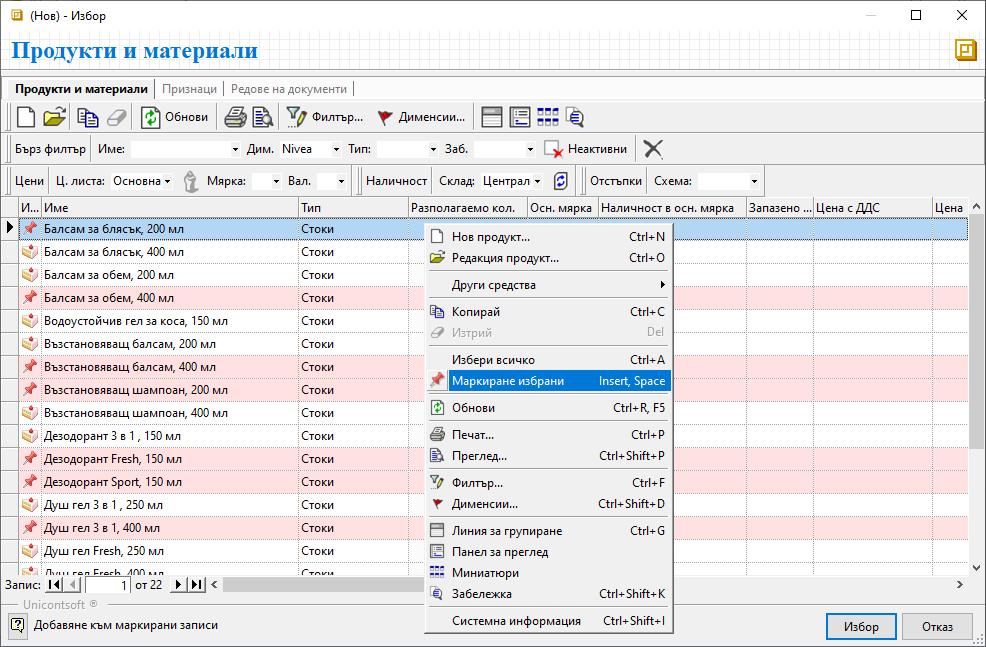 (Нов) - Избор
Продукти и материали
Продукти и материали Признаци Редове на документи
Обнови Филтър... Дименсии...
Бърз филтър Име: Дим. Nivea Тип: Заб. Неактивни
Цени Ц. листа: Основна Мярка: Вал. Наличност Склад: Централ Отстъпки Схема:
И... Име Тип Разполагаемо кол. Осн. мярка Наличност в осн. мярка Запазено ... Цена с ДДС Цена
Балсам за блясък, 200 мл Стоки
Балсам за блясък, 400 мл Стоки
Балсам за обем, 200 мл Стоки
Балсам за обем, 400 мл Стоки
Водоустойчив гел за коса, 150 мл Стоки
Възстановяващ балсам, 200 мл Стоки
Възстановяващ балсам, 400 мл Стоки
Възстановяващ шампоан, 200 мл Стоки
Възстановяващ шампоан, 400 мл Стоки
Дезодорант 3 в 1 , 150 мл Стоки
Дезодорант Fresh, 150 мл Стоки
Дезодорант Sport, 150 мл Стоки
Душ гел 3 в 1 , 250 мл Стоки
Душ гел 3 в 1, 400 мл Стоки
Душ гел Fresh, 250 мл Стоки
Душ гел Fresh, 400 мл Стоки
Нов продукт... Ctrl+N
Редакция продукт... Ctrl+O
Други средства
Копирай Ctrl+C
Изтрий Del
Избери всичко Ctrl+A
Маркиране избрани Insert, Space
Обнови Ctrl+R, F5
Печат... Ctrl+P
Преглед... Ctrl+Shift+P
Филтър... Ctrl+F
Дименсии... Ctrl+Shift+D
Линия за групиране Ctrl+G
Панел за преглед
Миниатюри
Забележка Ctrl+Shift+K
Системна информация Ctrl+Shift+I
Запис: 1 от 22
Unicontsoft ®
Добавяне към маркирани записи
Избор Отказ